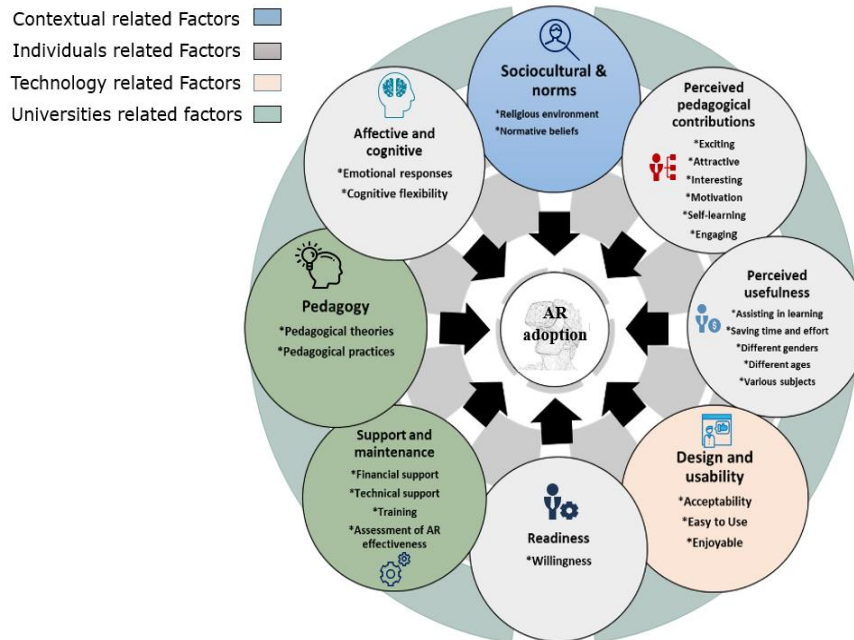 Contextual related Factors
Individuals related Factors
Technology related Factors
Universities related factors
Sociocultural &
norms
*Religious environment
*Normative beliefs
Perceived
pedagogical
contributions
*Exciting
*Attractive
*Interesting
*Motivation
*Self-learning
*Engaging
Perceived
usefulness
*Assisting in learning
*Saving time and effort
*Different genders
*Different ages
*Various subjects
Design and
usability
*Acceptability
*Easy to Use
*Enjoyable
Readiness
*Willingness
Support and
maintenance
*Financial support
*Technical support
*Training
*Assessment of AR
effectiveness
Pedagogy
*Pedagogical theories
*Pedagogical practices
Affective and
cognitive
*Emotional responses
*Cognitive flexibility
AR
adoption